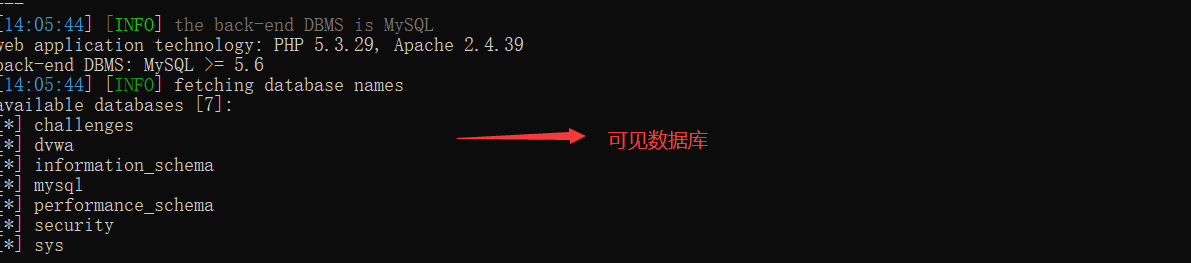 ---
[14:05:44] [INFO] the back-end DBMS is MySQL
web application technology: PHP 5.3.29, Apache 2.4.39
back-end DBMS: MySQL >= 5.6
[14:05:44] [INFO] fetching database names
available databases [7]:
[*] challenges
[*] dvwa
[*] information_schema
[*] mysql
[*] performance_schema
[*] security
[*] sys
可见数据库